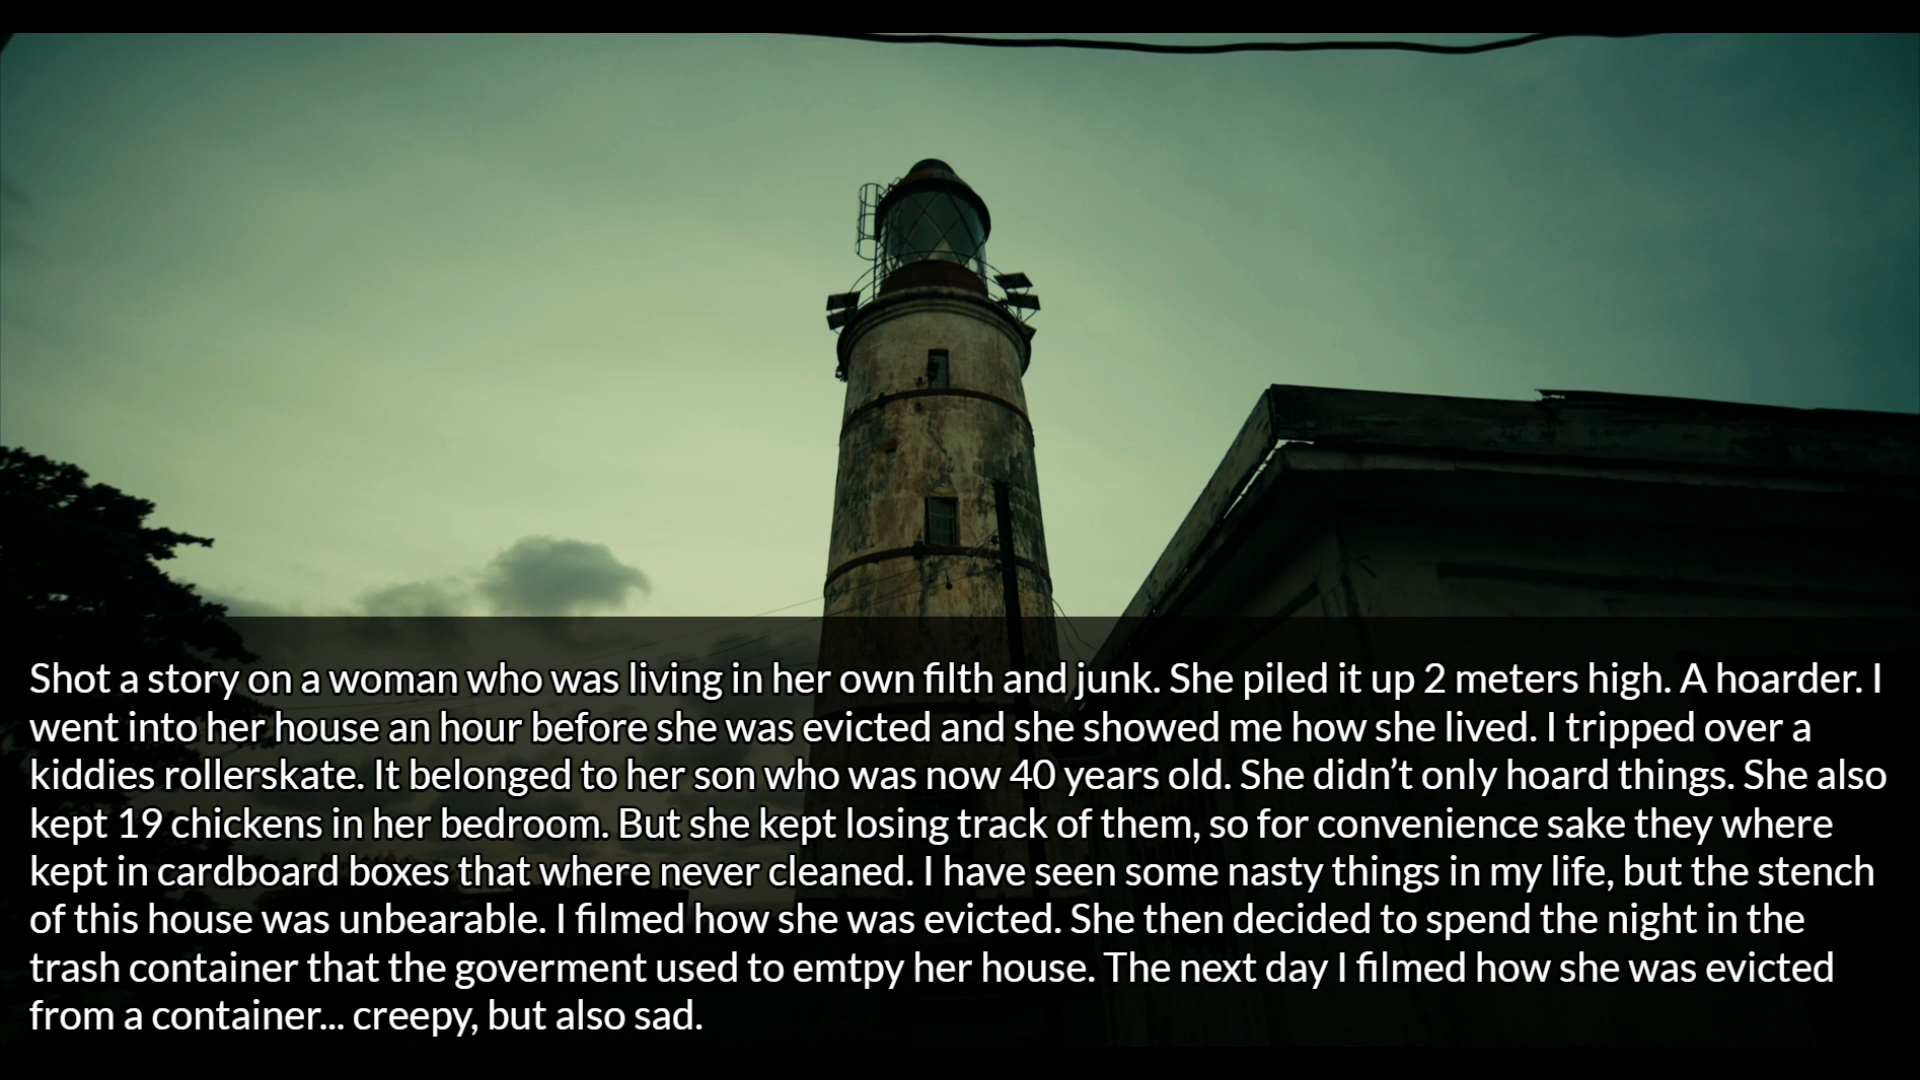 Shot a story on a woman who was living in her own filth and junk. She piled it up 2 meters high. A hoarder. I
went into her house an hour before she was evicted and she showed me how she lived. I tripped over a
kiddies rollerskate. It belonged to her son who was now 40 years old. She didn’t only hoard things. She also
kept 19 chickens in her bedroom. But she kept losing track of them, so for convenience sake they where
kept in cardboard boxes that where never cleaned. I have seen some nasty things in my life, but the stench
of this house was unbearable. I filmed how she was evicted. She then decided to spend the night in the
trash container that the goverment used to emtpy her house. The next day I filmed how she was evicted
from a container... creepy, but also sad.